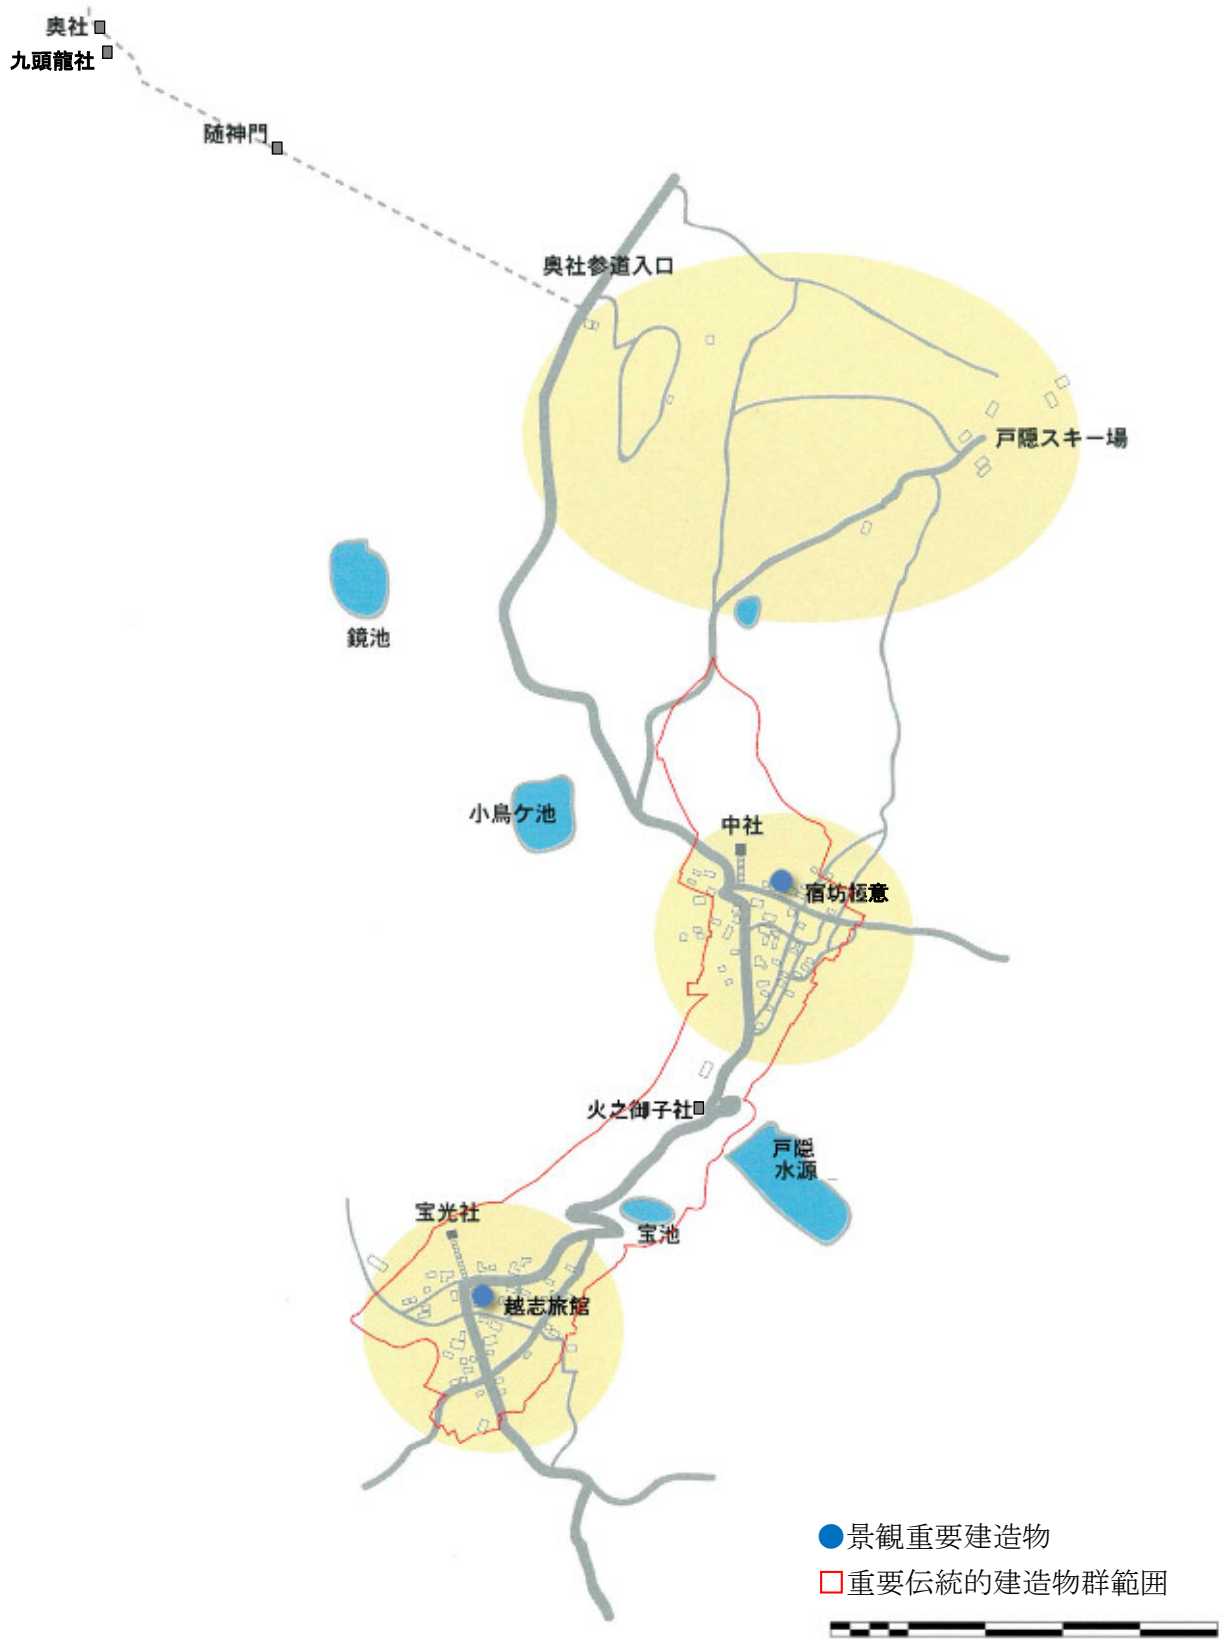 奥社
九頭龍社
随神門
奥社参道入口
戸隠スキー場
鏡池
小鳥ケ池
中社
宿坊極意
火之御子社
戸隠
水源
宝光社
宝池
越志旅館
景観重要建造物
重要伝統的建造物群範囲